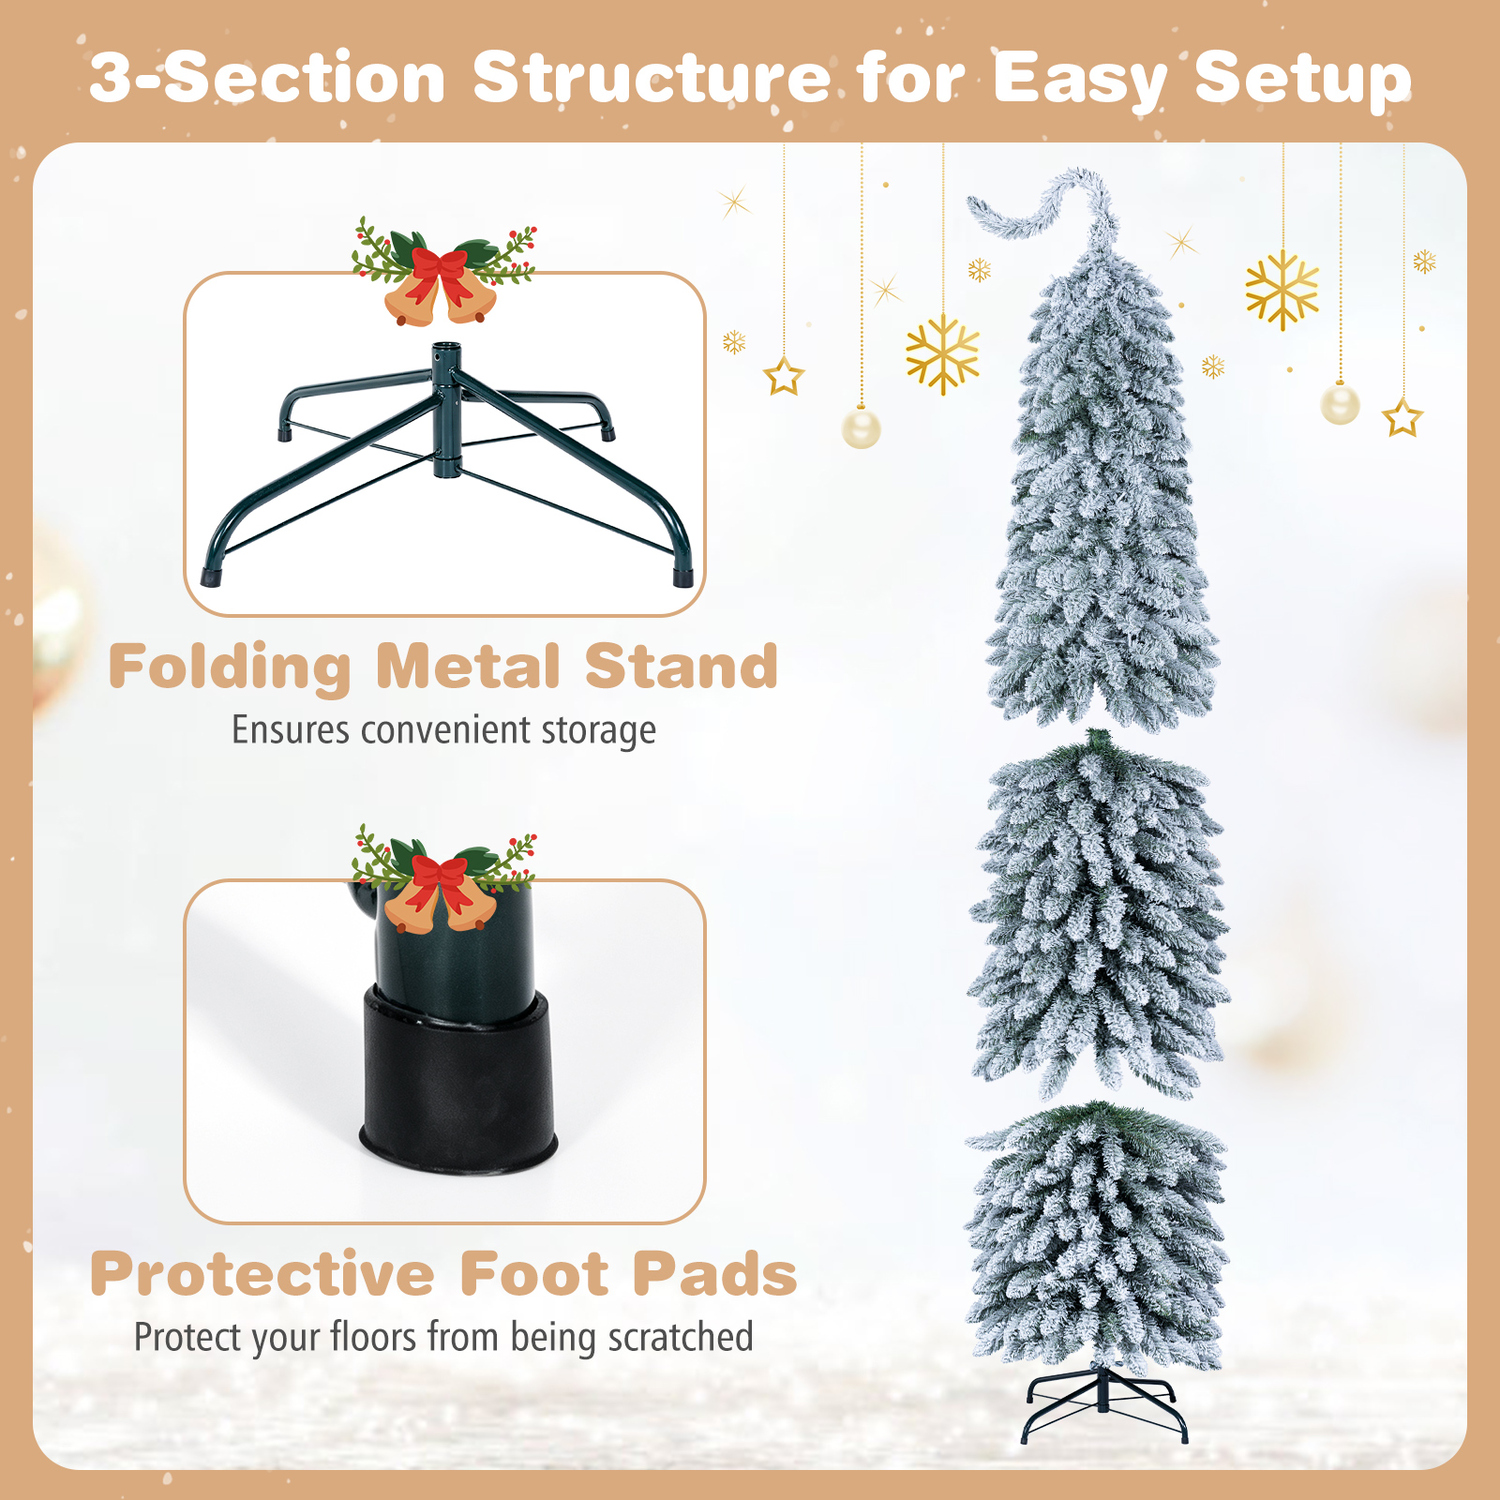 3-Section Structure for Easy Setup
Folding Metal Stand
Ensures convenient storage
Protective Foot Pads
Protect your floors from being scratched